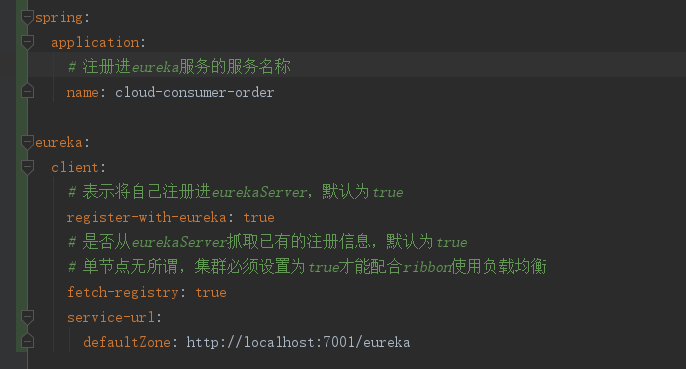 spring:
  application:
    # 注册进eureka服务的服务名称
    name: cloud-consumer-order
eureka:
  client:
    # 表示将自己注册进eurekaServer，默认为true
    register-with-eureka: true
    # 是否从eurekaServer抓取已有的注册信息，默认为true
    # 单节点无所谓，集群必须设置为true才能配合ribbon使用负载均衡
    fetch-registry: true
    service-url:
      defaultZone: http://localhost:7001/eureka